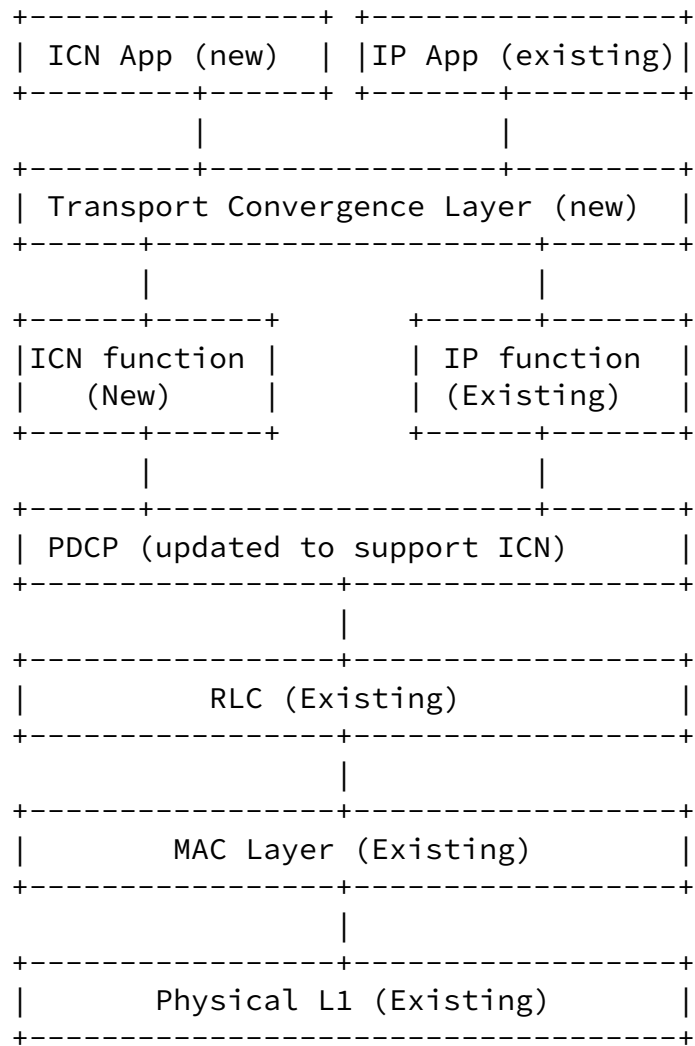 ICN App (new) IP App (existing)
Transport Convergence Layer (new)
ICN function IP function
(New) (Existing)
PDCP (updated to support ICN)
RLC (Existing)
MAC Layer (Existing)
Physical L1 (Existing)